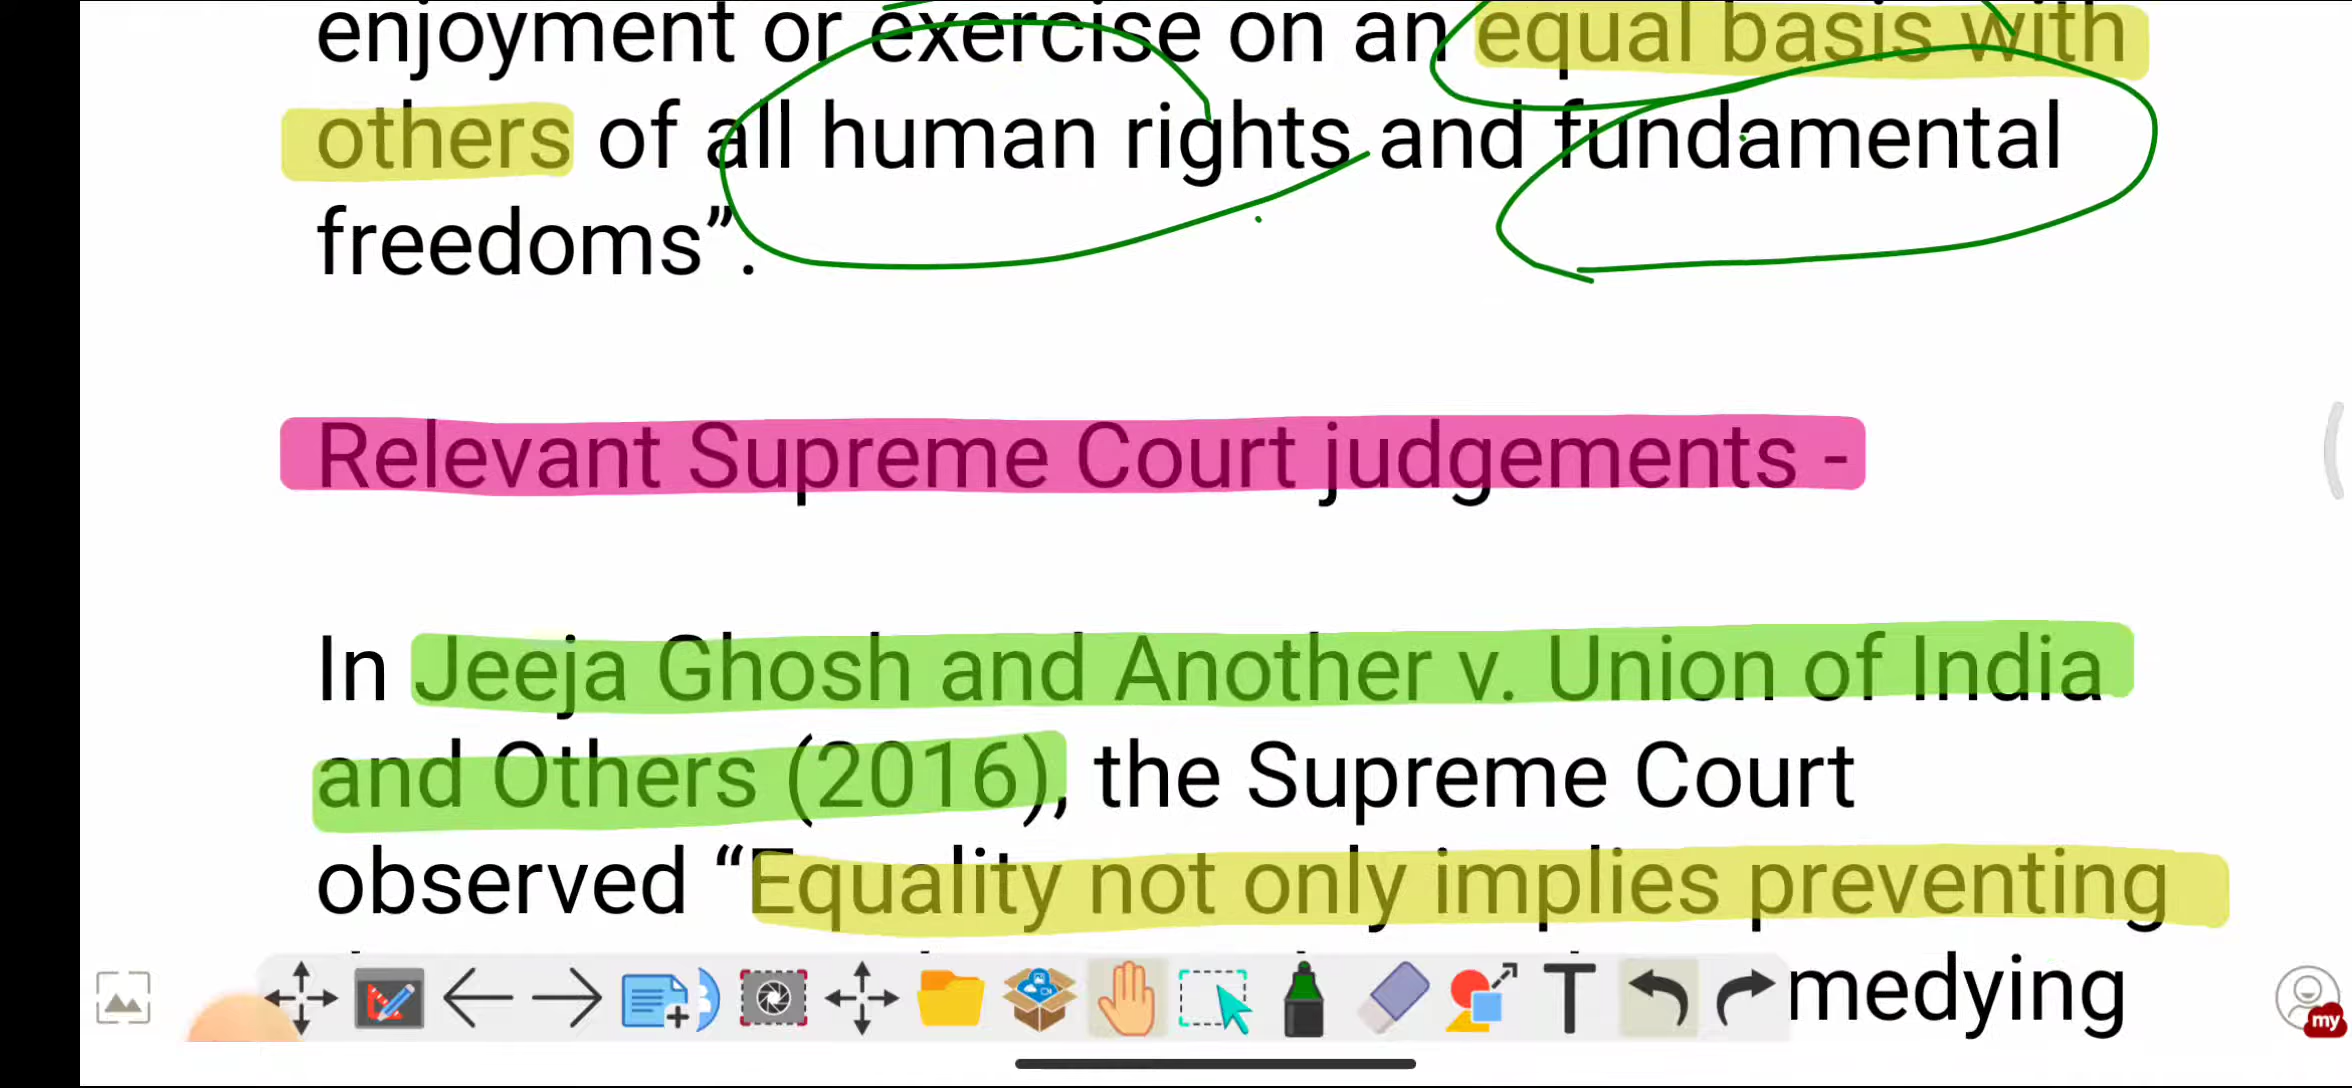 enjoyment or exercise on an equal basis with
others of all human rights and fundamental
freedoms”.
Relevant Supreme Court judgements -
In Jeeja Ghosh and Another v. Union of India
and Others (2016), the Supreme Court
observed “Equality not only implies preventing
medying
T
my